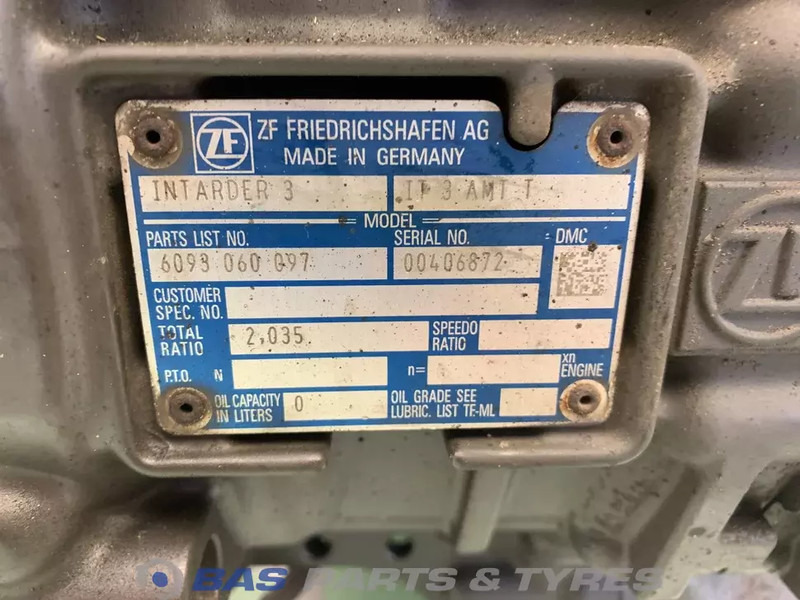 ZF ZF FRIEDRICHSHAFEN AG
MADE IN GERMANY
INTARDER 3 IT 3 AMT T
MODEL
PARTS LIST NO. SERIAL NO. DMC
6093 060 097 00406872
CUSTOMER
SPEC. NO.
TOTAL
RATIO 2,035 SPEEDO
RATIO
P.T.O. N n= xn
ENGINE
OIL CAPACITY
IN LITERS 0 OIL GRADE SEE
LUBRIC. LIST TE-ML
ZF
BAS PARTS & TYRES